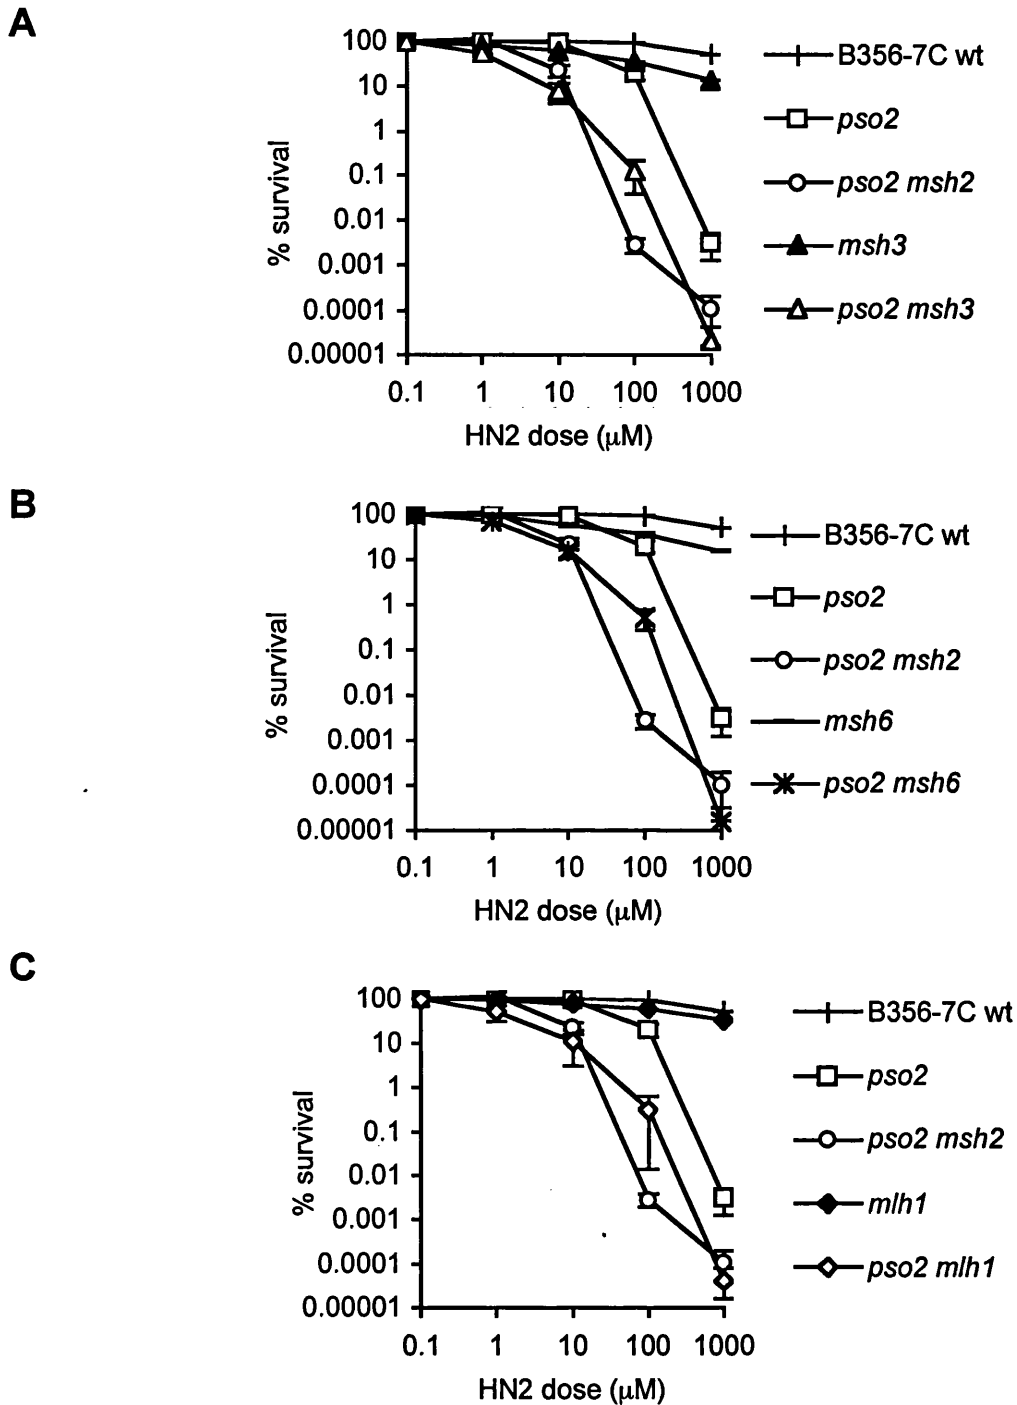 A
100
10
1
0.1
0.01
0.001
0.0001
0.00001
% survival
0.1 1 10 100 1000
HN2 dose (μM)
B356-7C wt
pso2
pso2 msh2
msh3
pso2 msh3
B
100
10
1
0.1
0.01
0.001
0.0001
0.00001
% survival
0.1 1 10 100 1000
HN2 dose (μM)
B356-7C wt
pso2
pso2 msh2
msh6
pso2 msh6
C
100
10
1
0.1
0.01
0.001
0.0001
0.00001
% survival
0.1 1 10 100 1000
HN2 dose (μM)
B356-7C wt
pso2
pso2 msh2
mlh1
pso2 mlh1